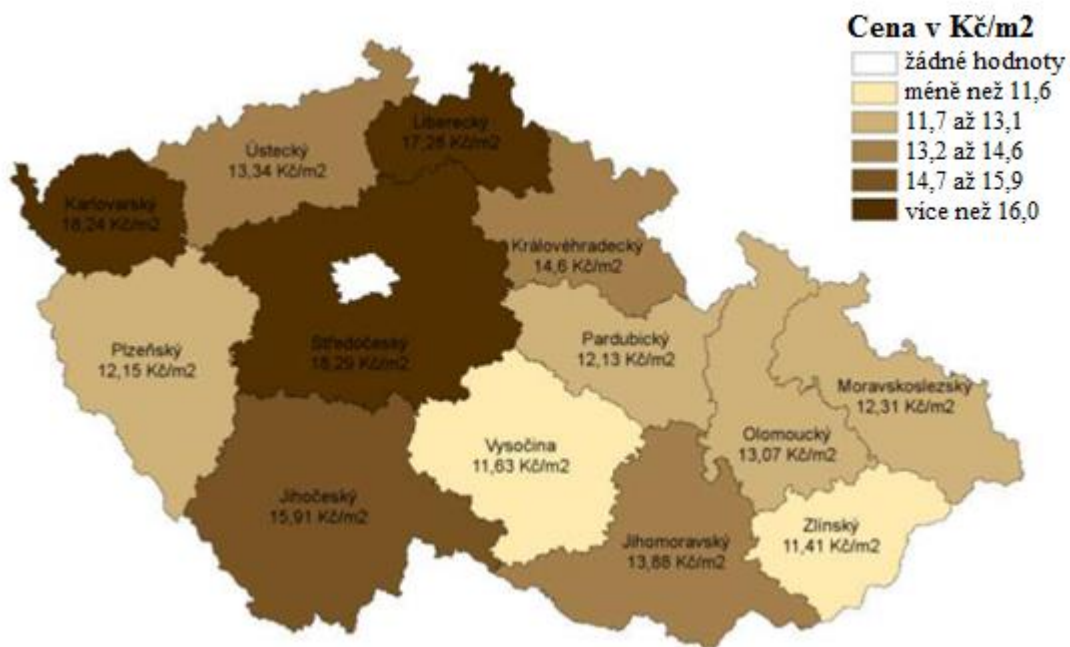 Cena v Kč/m2
žádné hodnoty
méně než 11,6
11,7 až 13,1
13,2 až 14,6
14,7 až 15,9
více než 16,0
Liberecký
17,28 Kč/m2
Ústecký
13,34 Kč/m2
Karlovarský
18,24 Kč/m2
Královéhradecký
14,6 Kč/m2
Středočeský
18,29 Kč/m2
Plzeňský
12,15 Kč/m2
Pardubický
12,13 Kč/m2
Moravskoslezský
12,31 Kč/m2
Olomoucký
13,07 Kč/m2
Vysočina
11,63 Kč/m2
Jihočeský
15,91 Kč/m2
Zlínský
11,41 Kč/m2
Jihomoravský
13,88 Kč/m2